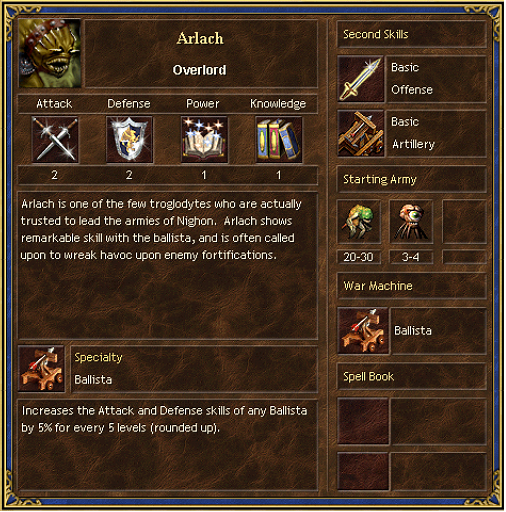 Arlach
Overlord
Attack Defense Power Knowledge
2 2 1 1
Arlach is one of the few troglodytes who are actually
trusted to lead the armies of Nighon. Arlach shows
remarkable skill with the ballista, and is often called
upon to wreak havoc upon enemy fortifications.
Specialty
Ballista
Increases the Attack and Defense skills of any Ballista
by 5% for every 5 levels (rounded up).
Second Skills
Basic
Offense
Basic
Artillery
Starting Army
20-30 3-4
War Machine
Ballista
Spell Book